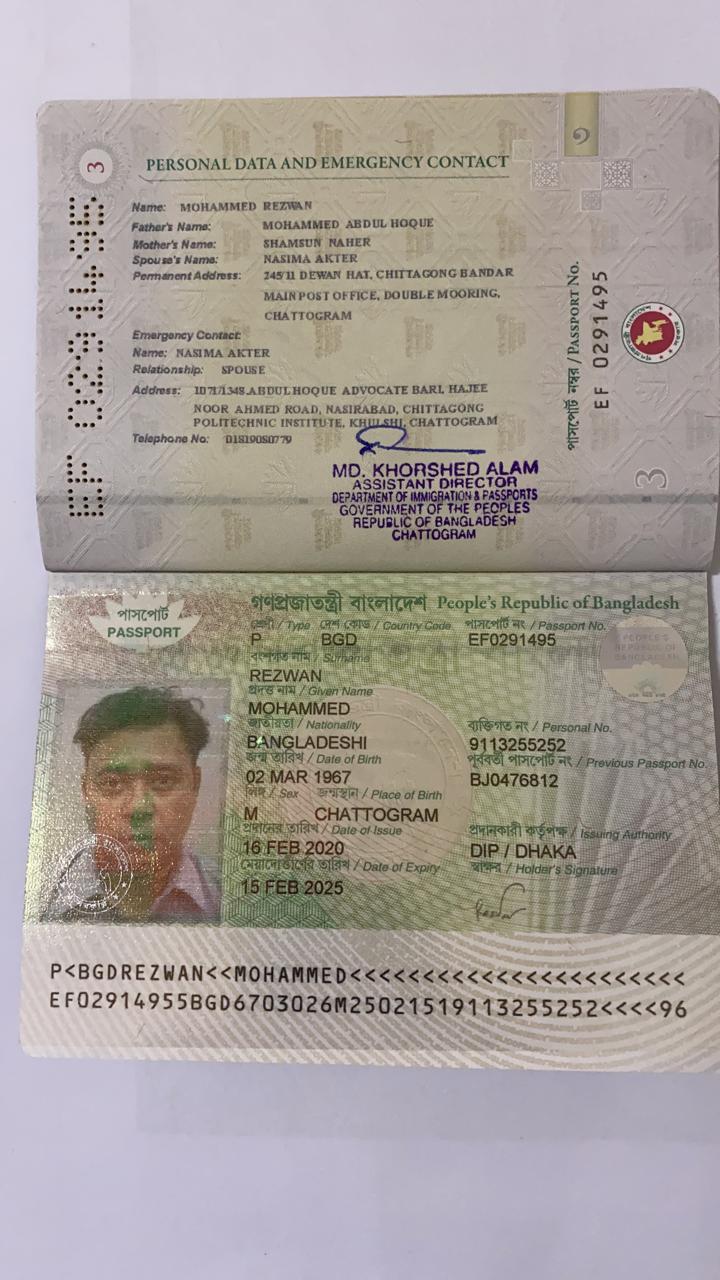 3
PERSONAL DATA AND EMERGENCY CONTACT
Name: MOHAMMED REZWAN
Father's Name: MOHAMMED ABDUL HOQUE
Mother's Name: SHAMSUN NAHER
Spouse's Name: NASIMA AKTER
Permanent Address: 245/11 DEWAN HAT, CHITTAGONG BANDAR
MAIN POST OFFICE, DOUBLE MOORING,
CHATTOGRAM
Emergency Contact:
Name: NASIMA AKTER
Relationship: SPOUSE
Address: 1071/1348,ABDUL HOQUE ADVOCATE BARI, HAJEE
NOOR AHMED ROAD, NASIRABAD, CHITTAGONG
POLITECHNIC INSTITUTE, KHULSHI, CHATTOGRAM
Telephone No: 01819080779
MD. KHORSHED ALAM
ASSISTANT DIRECTOR
DEPARTMENT OF IMMIGRATION & PASSPORTS
GOVERNMENT OF THE PEOPLES
REPUBLIC OF BANGLADESH
CHATTOGRAM
EF 0291495
পাসপোর্ট নম্বর / PASSPORT No.
EF 0291495
3
পাসপোর্ট
PASSPORT
গণপ্রজাতন্ত্রী বাংলাদেশ People's Republic of Bangladesh
শ্রেণী / Type দেশ কোড / Country Code পাসপোর্ট নং / Passport No.
P BGD EF0291495
PEOPLE'S
REPUBLIC OF
BANGLADESH
বংশগত নাম / Surname
REZWAN
প্রদত্ত নাম / Given Name
MOHAMMED
জাতীয়তা / Nationality ব্যক্তিগত নং / Personal No.
BANGLADESHI 9113255252
জন্ম তারিখ / Date of Birth পূর্ববর্তী পাসপোর্ট নং / Previous Passport No.
02 MAR 1967 BJ0476812
লিঙ্গ / Sex জন্মস্থান / Place of Birth
M CHATTOGRAM
প্রদানের তারিখ / Date of Issue প্রদানকারী কর্তৃপক্ষ / Issuing Authority
16 FEB 2020 DIP / DHAKA
মেয়াদোত্তীর্ণের তারিখ / Date of Expiry স্বাক্ষর / Holder's Signature
15 FEB 2025
P<BGDREZWAN<<MOHAMMED<<<<<<<<<<<<<<<<<<<<<<<
EF02914955BGD6703026M25021519113255252<<<<96